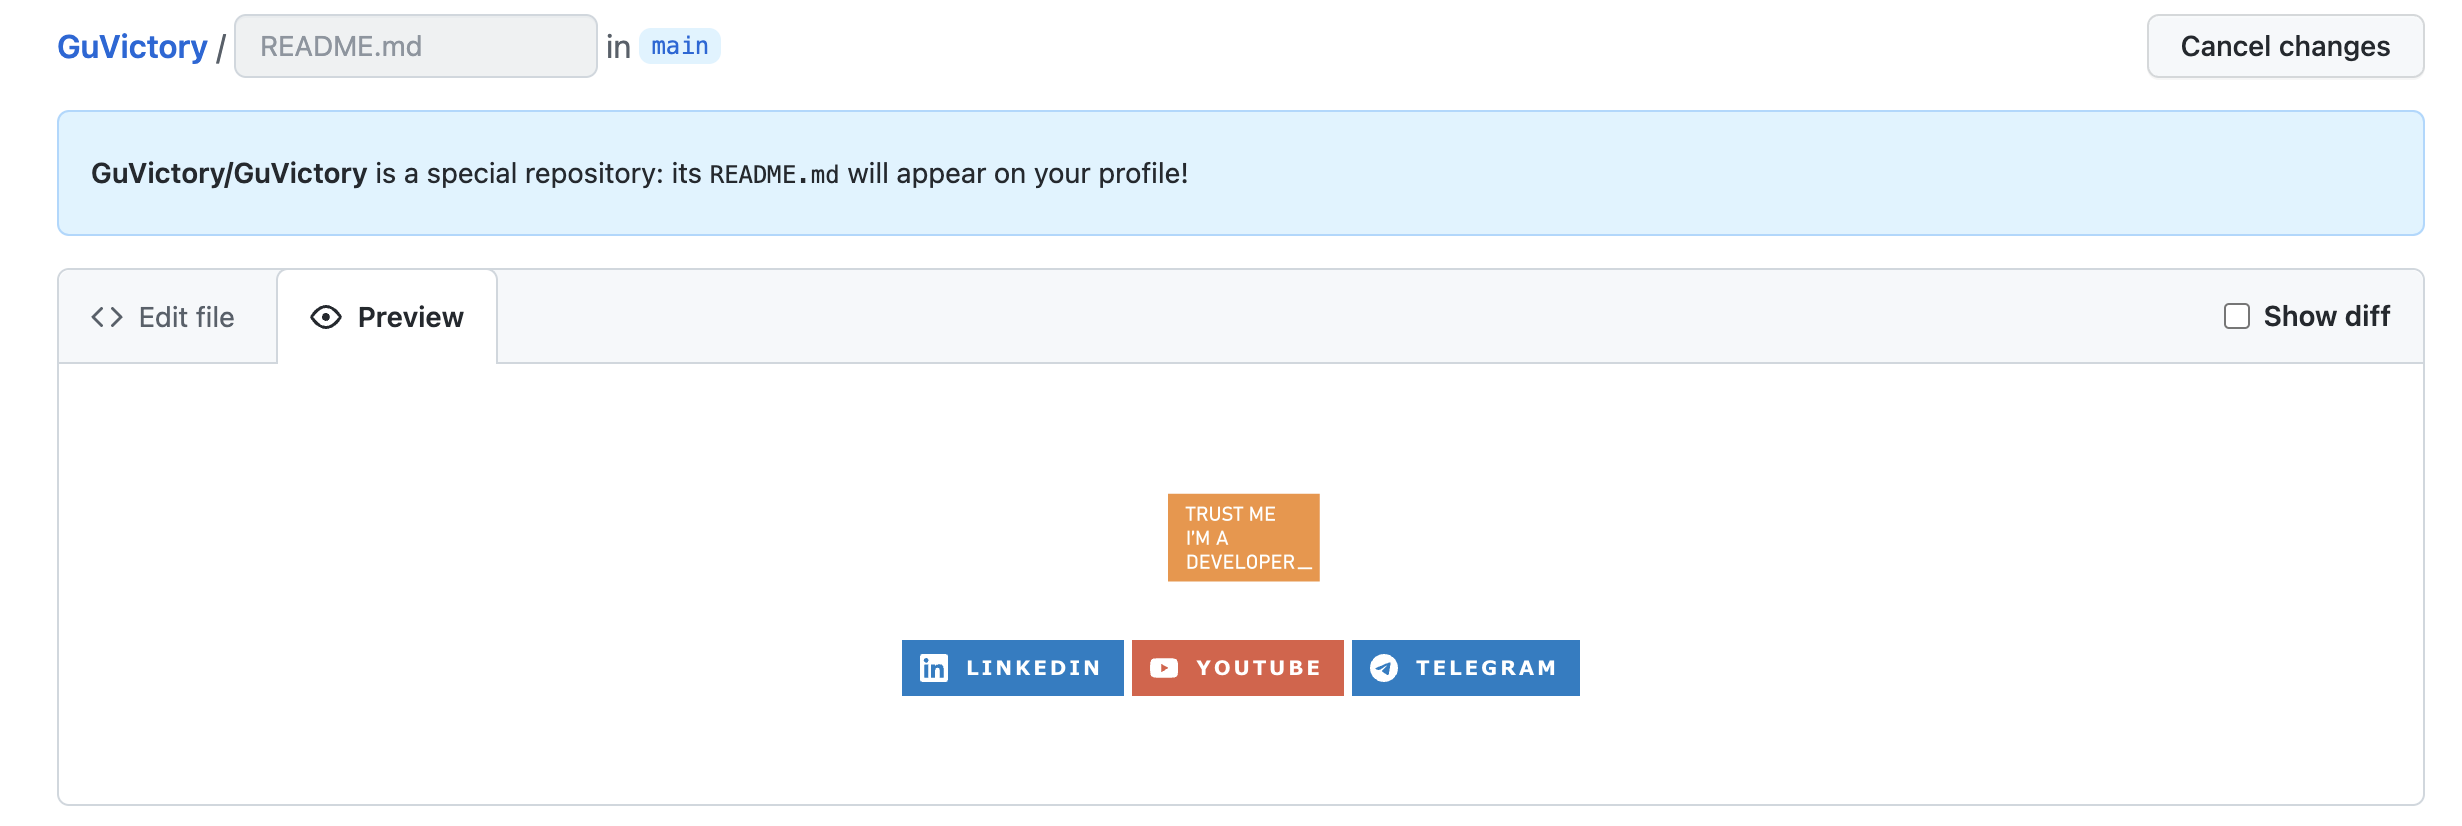 GuVictory / README.md in main
Cancel changes
GuVictory/GuVictory is a special repository: its README.md will appear on your profile!
Edit file
Preview
Show diff
TRUST ME
I'M A
DEVELOPER_
LINKEDIN
YOUTUBE
TELEGRAM